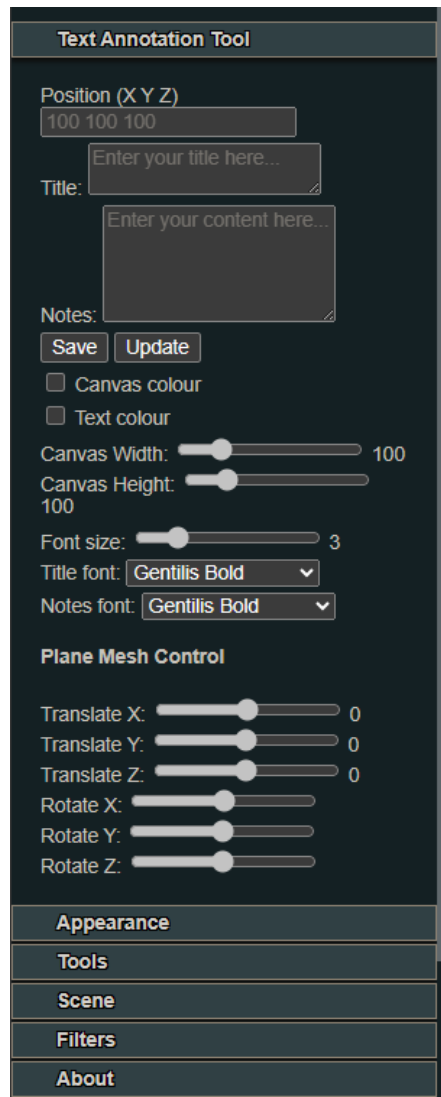 Text Annotation Tool
Position (X Y Z)
100 100 100
Enter your title here...
Title:
Enter your content here...
Notes:
Save Update
Canvas colour
Text colour
Canvas Width: 100
Canvas Height:
100
Font size: 3
Title font: Gentilis Bold
Notes font: Gentilis Bold
Plane Mesh Control
Translate X: 0
Translate Y: 0
Translate Z: 0
Rotate X:
Rotate Y:
Rotate Z:
Appearance
Tools
Scene
Filters
About